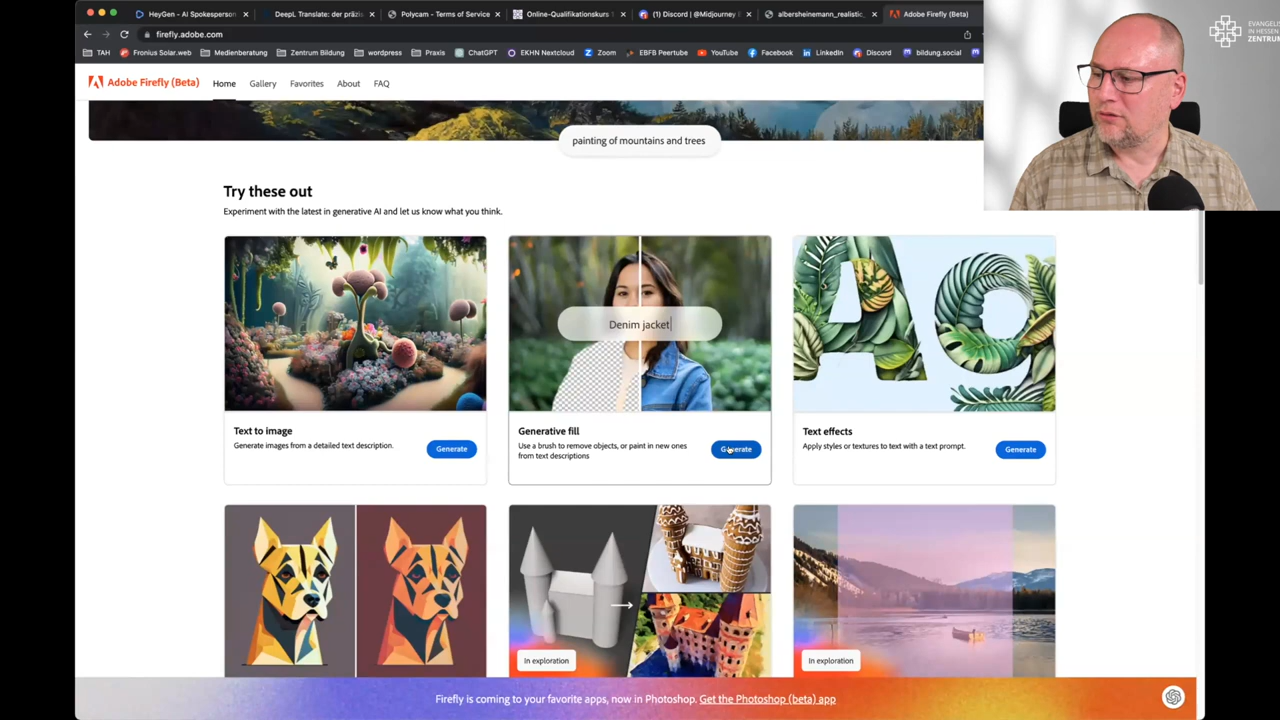 HeyGen - AI Spokesperson
DeepL Translate: der präzis
Polycam - Terms of Service
Online-Qualifikationskurs
(1) Discord | @Midjourney
albersheinemann_realistic_
Adobe Firefly (Beta)
firefly.adobe.com
EVANGELIS
IN HESSEN
ZENTRUM
TAH
Fronius Solar.web
Medienberatung
Zentrum Bildung
wordpress
Praxis
ChatGPT
EKHN Nextcloud
Zoom
EBFB Peertube
YouTube
Facebook
LinkedIn
Discord
bildung.social
Adobe Firefly (Beta)
Home
Gallery
Favorites
About
FAQ
painting of mountains and trees
Try these out
Experiment with the latest in generative AI and let us know what you think.
Denim jacket
Text to image
Generate images from a detailed text description.
Generate
Generative fill
Use a brush to remove objects, or paint in new ones
from text descriptions
Generate
Text effects
Apply styles or textures to text with a text prompt.
Generate
In exploration
In exploration
Firefly is coming to your favorite apps, now in Photoshop. Get the Photoshop (beta) app